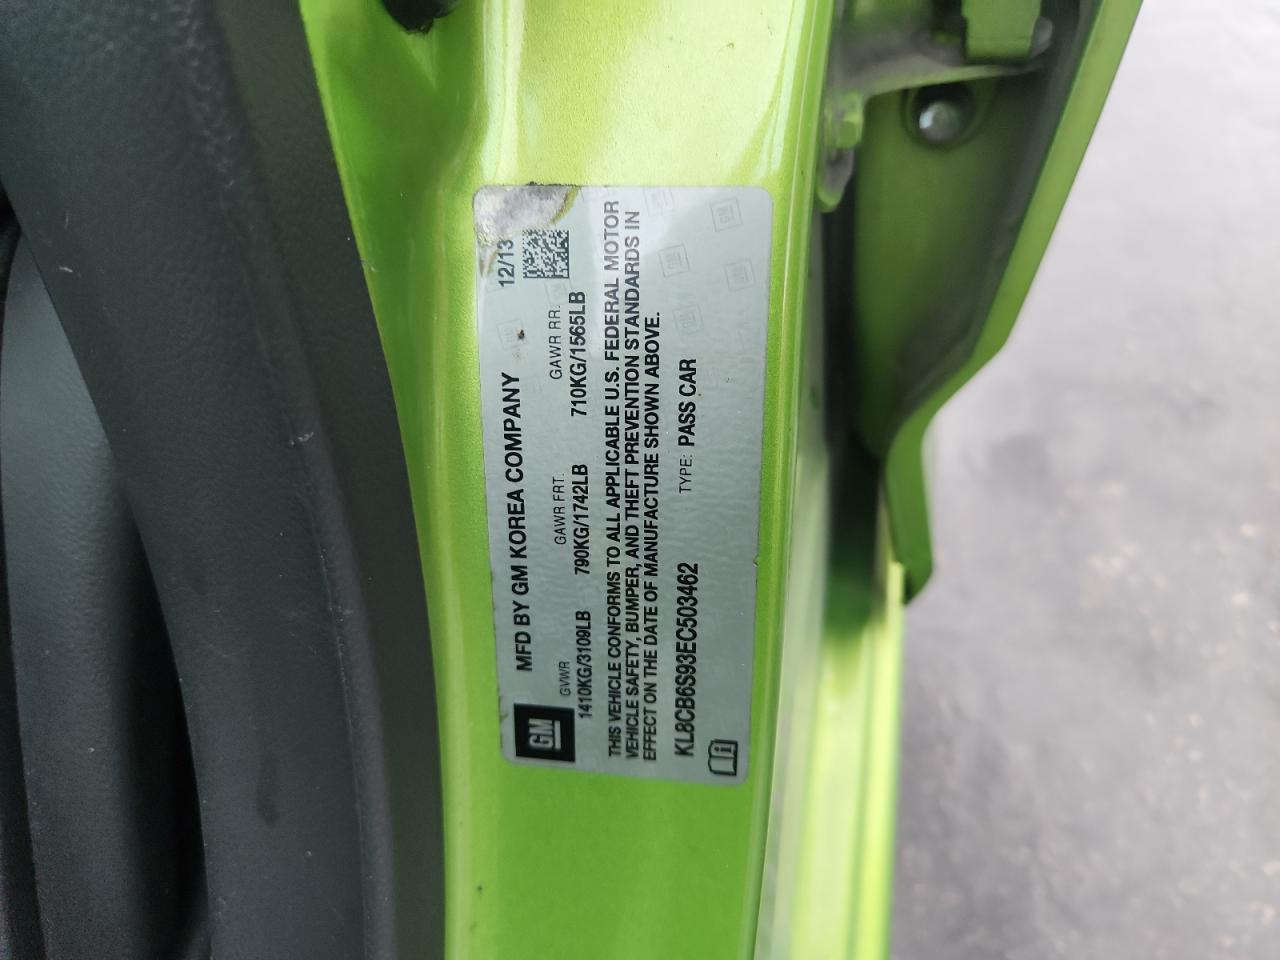 GM
MFD BY GM KOREA COMPANY
12/13
GVWR GAWR FRT. GAWR RR.
1410KG/3109LB 790KG/1742LB 710KG/1565LB
THIS VEHICLE CONFORMS TO ALL APPLICABLE U.S. FEDERAL MOTOR
VEHICLE SAFETY, BUMPER, AND THEFT PREVENTION STANDARDS IN
EFFECT ON THE DATE OF MANUFACTURE SHOWN ABOVE.
KL8CB6S93EC503462 TYPE: PASS CAR